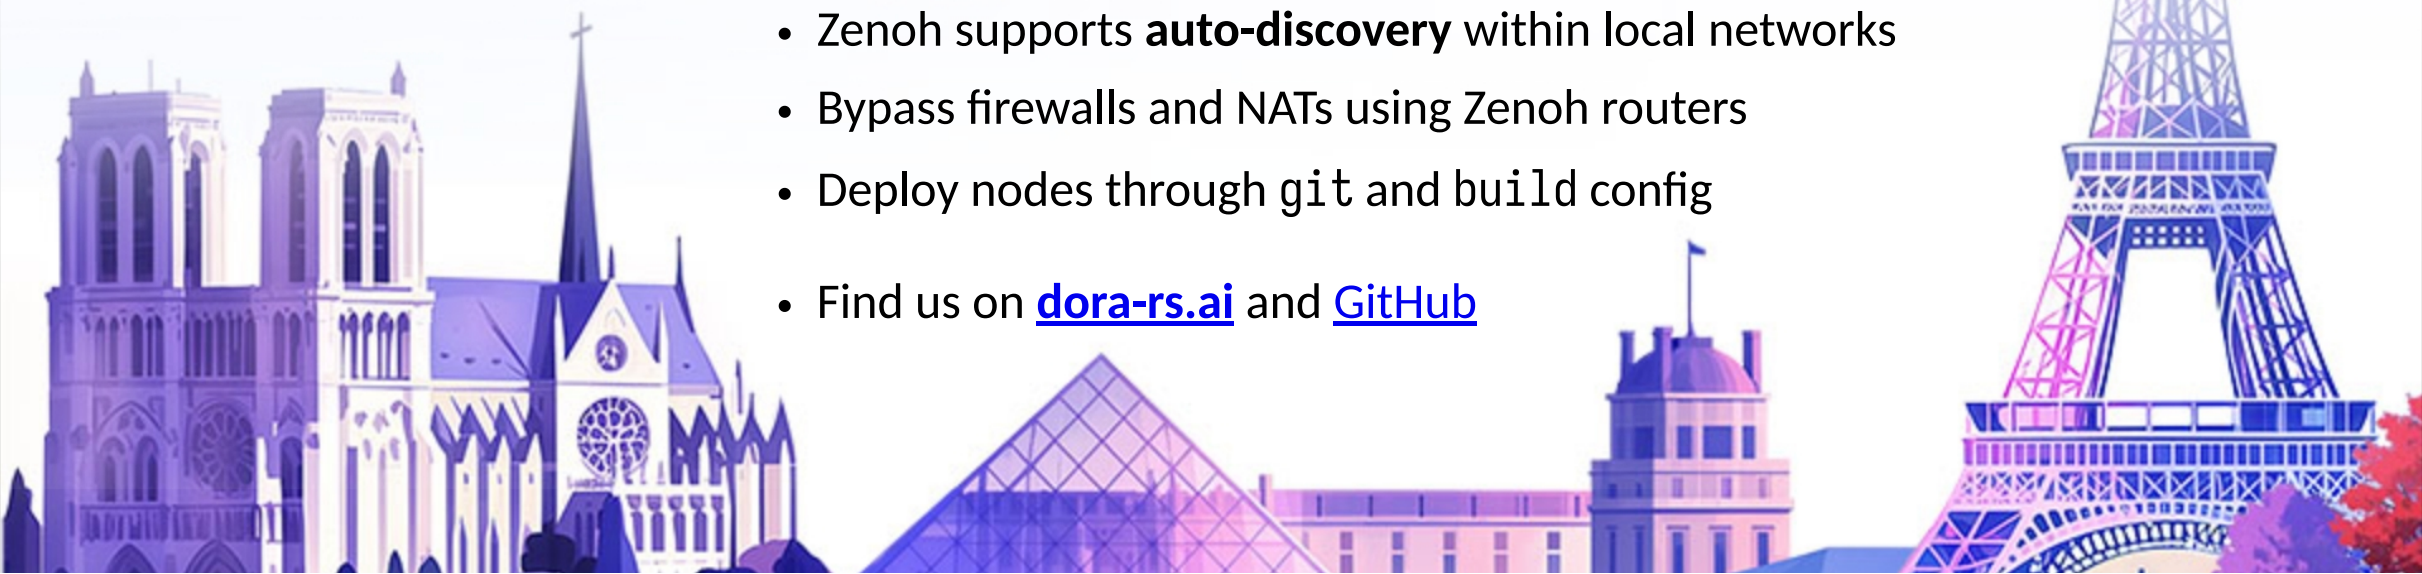 • Zenoh supports auto-discovery within local networks
• Bypass firewalls and NATs using Zenoh routers
• Deploy nodes through git and build config
• Find us on dora-rs.ai and GitHub